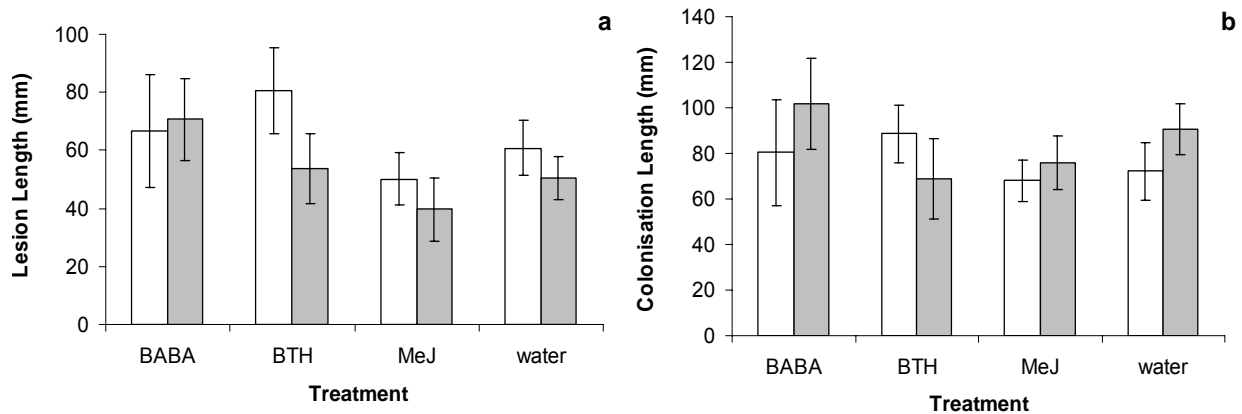 a
Lesion Length (mm)
100
80
60
40
20
0
BABA BTH MeJ water
Treatment
b
Colonisation Length (mm)
140
120
100
80
60
40
20
0
BABA BTH MeJ water
Treatment